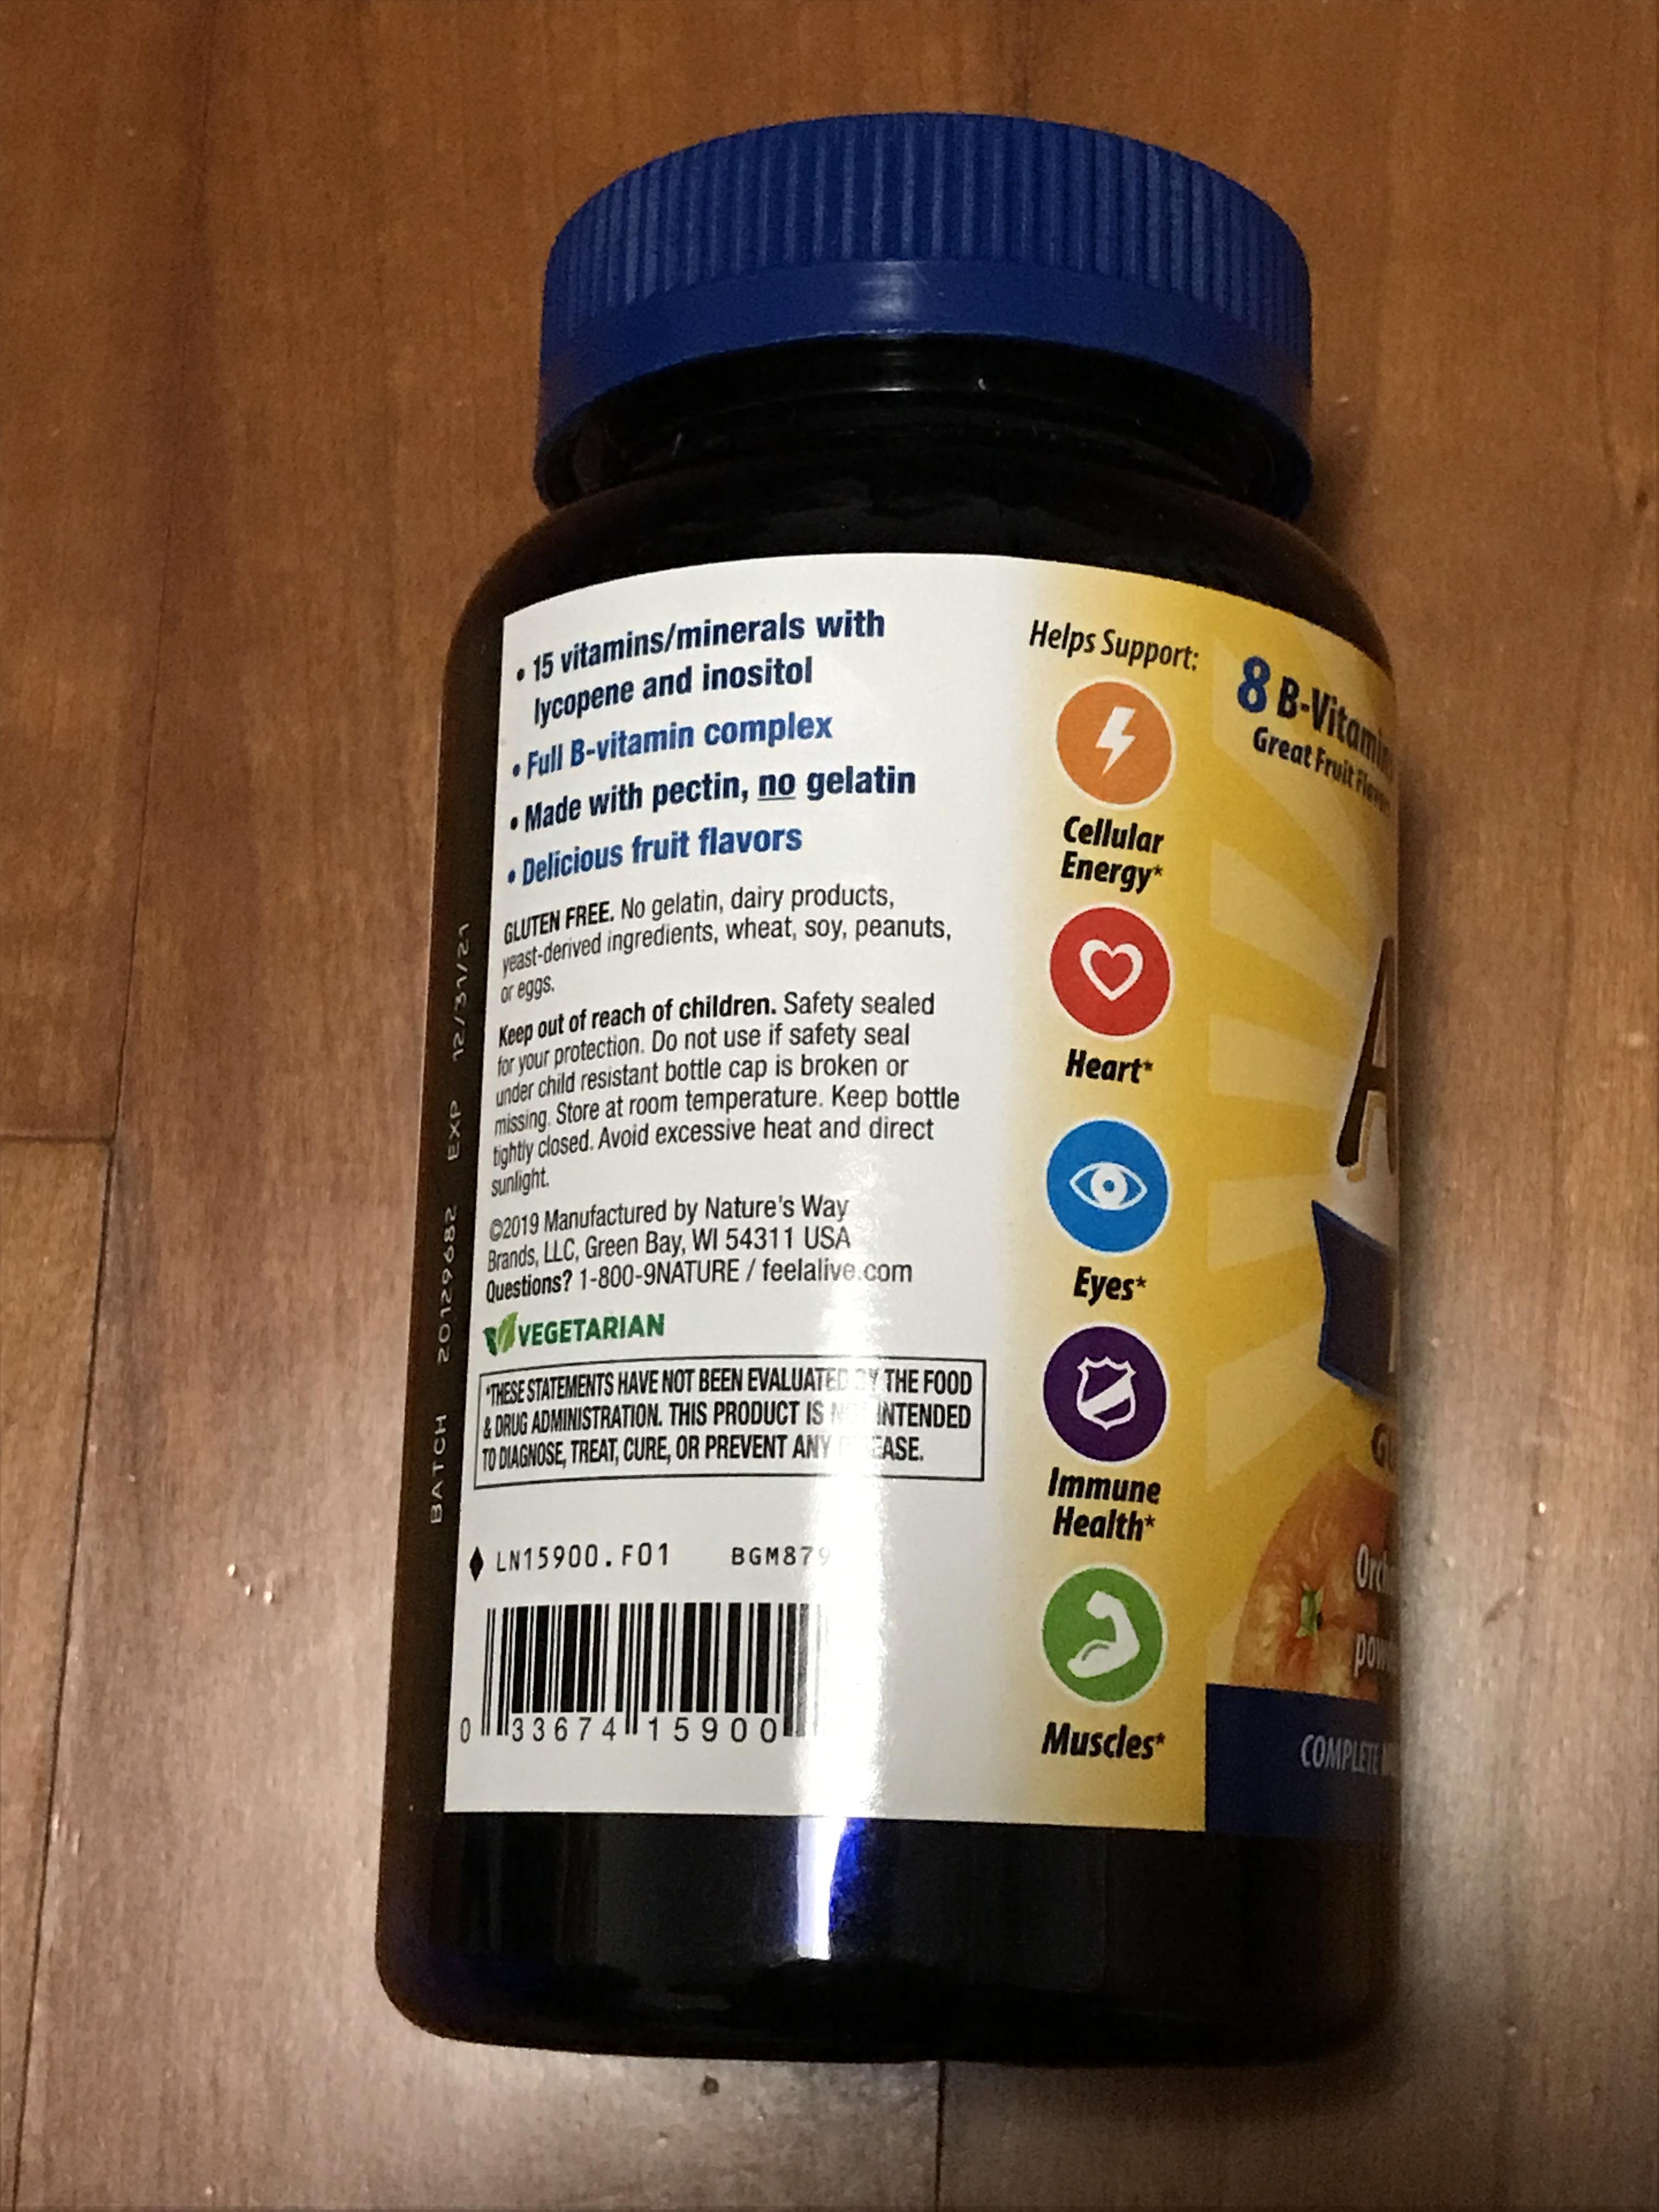 • 15 vitamins/minerals with
lycopene and inositol
• Full B-vitamin complex
• Made with pectin, no gelatin
• Delicious fruit flavors
GLUTEN FREE. No gelatin, dairy products,
yeast-derived ingredients, wheat, soy, peanuts,
or eggs.
Keep out of reach of children. Safety sealed
for your protection. Do not use if safety seal
under child resistant bottle cap is broken or
missing. Store at room temperature. Keep bottle
tightly closed. Avoid excessive heat and direct
sunlight.
©2019 Manufactured by Nature's Way
Brands, LLC, Green Bay, WI 54311 USA
Questions? 1-800-9NATURE / feelalive.com
VEGETARIAN
*THESE STATEMENTS HAVE NOT BEEN EVALUATED BY THE FOOD
& DRUG ADMINISTRATION. THIS PRODUCT IS NOT INTENDED
TO DIAGNOSE, TREAT, CURE, OR PREVENT ANY DISEASE.
LN15900.F01 BGM879
0 33674 15900
BATCH 20129682 EXP 12/31/21
Helps Support:
Cellular
Energy*
Heart*
Eyes*
Immune
Health*
Muscles*
8 B-Vitamins
Great Fruit Flavor
A
COMPLETE